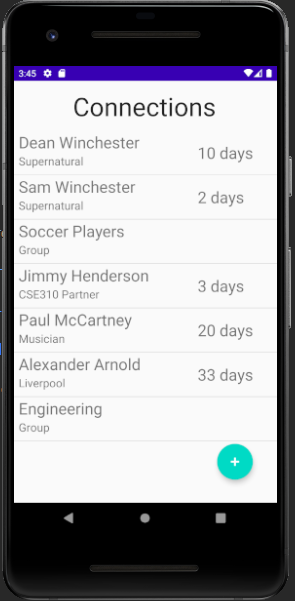 3:45
Connections
Dean Winchester
Supernatural
10 days
Sam Winchester
Supernatural
2 days
Soccer Players
Group
Jimmy Henderson
CSE310 Partner
3 days
Paul McCartney
Musician
20 days
Alexander Arnold
Liverpool
33 days
Engineering
Group
+